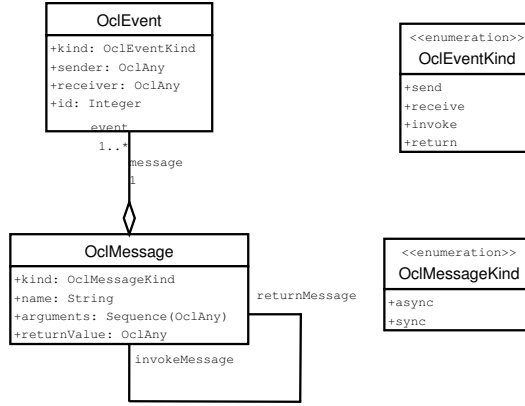 OclEvent
+kind: OclEventKind
+sender: OclAny
+receiver: OclAny
+id: Integer
event
1..*
message
1
OclMessage
+kind: OclMessageKind
+name: String
+arguments: Sequence(OclAny)
+returnValue: OclAny
returnMessage
invokeMessage
<<enumeration>>
OclEventKind
+send
+receive
+invoke
+return
<<enumeration>>
OclMessageKind
+async
+sync